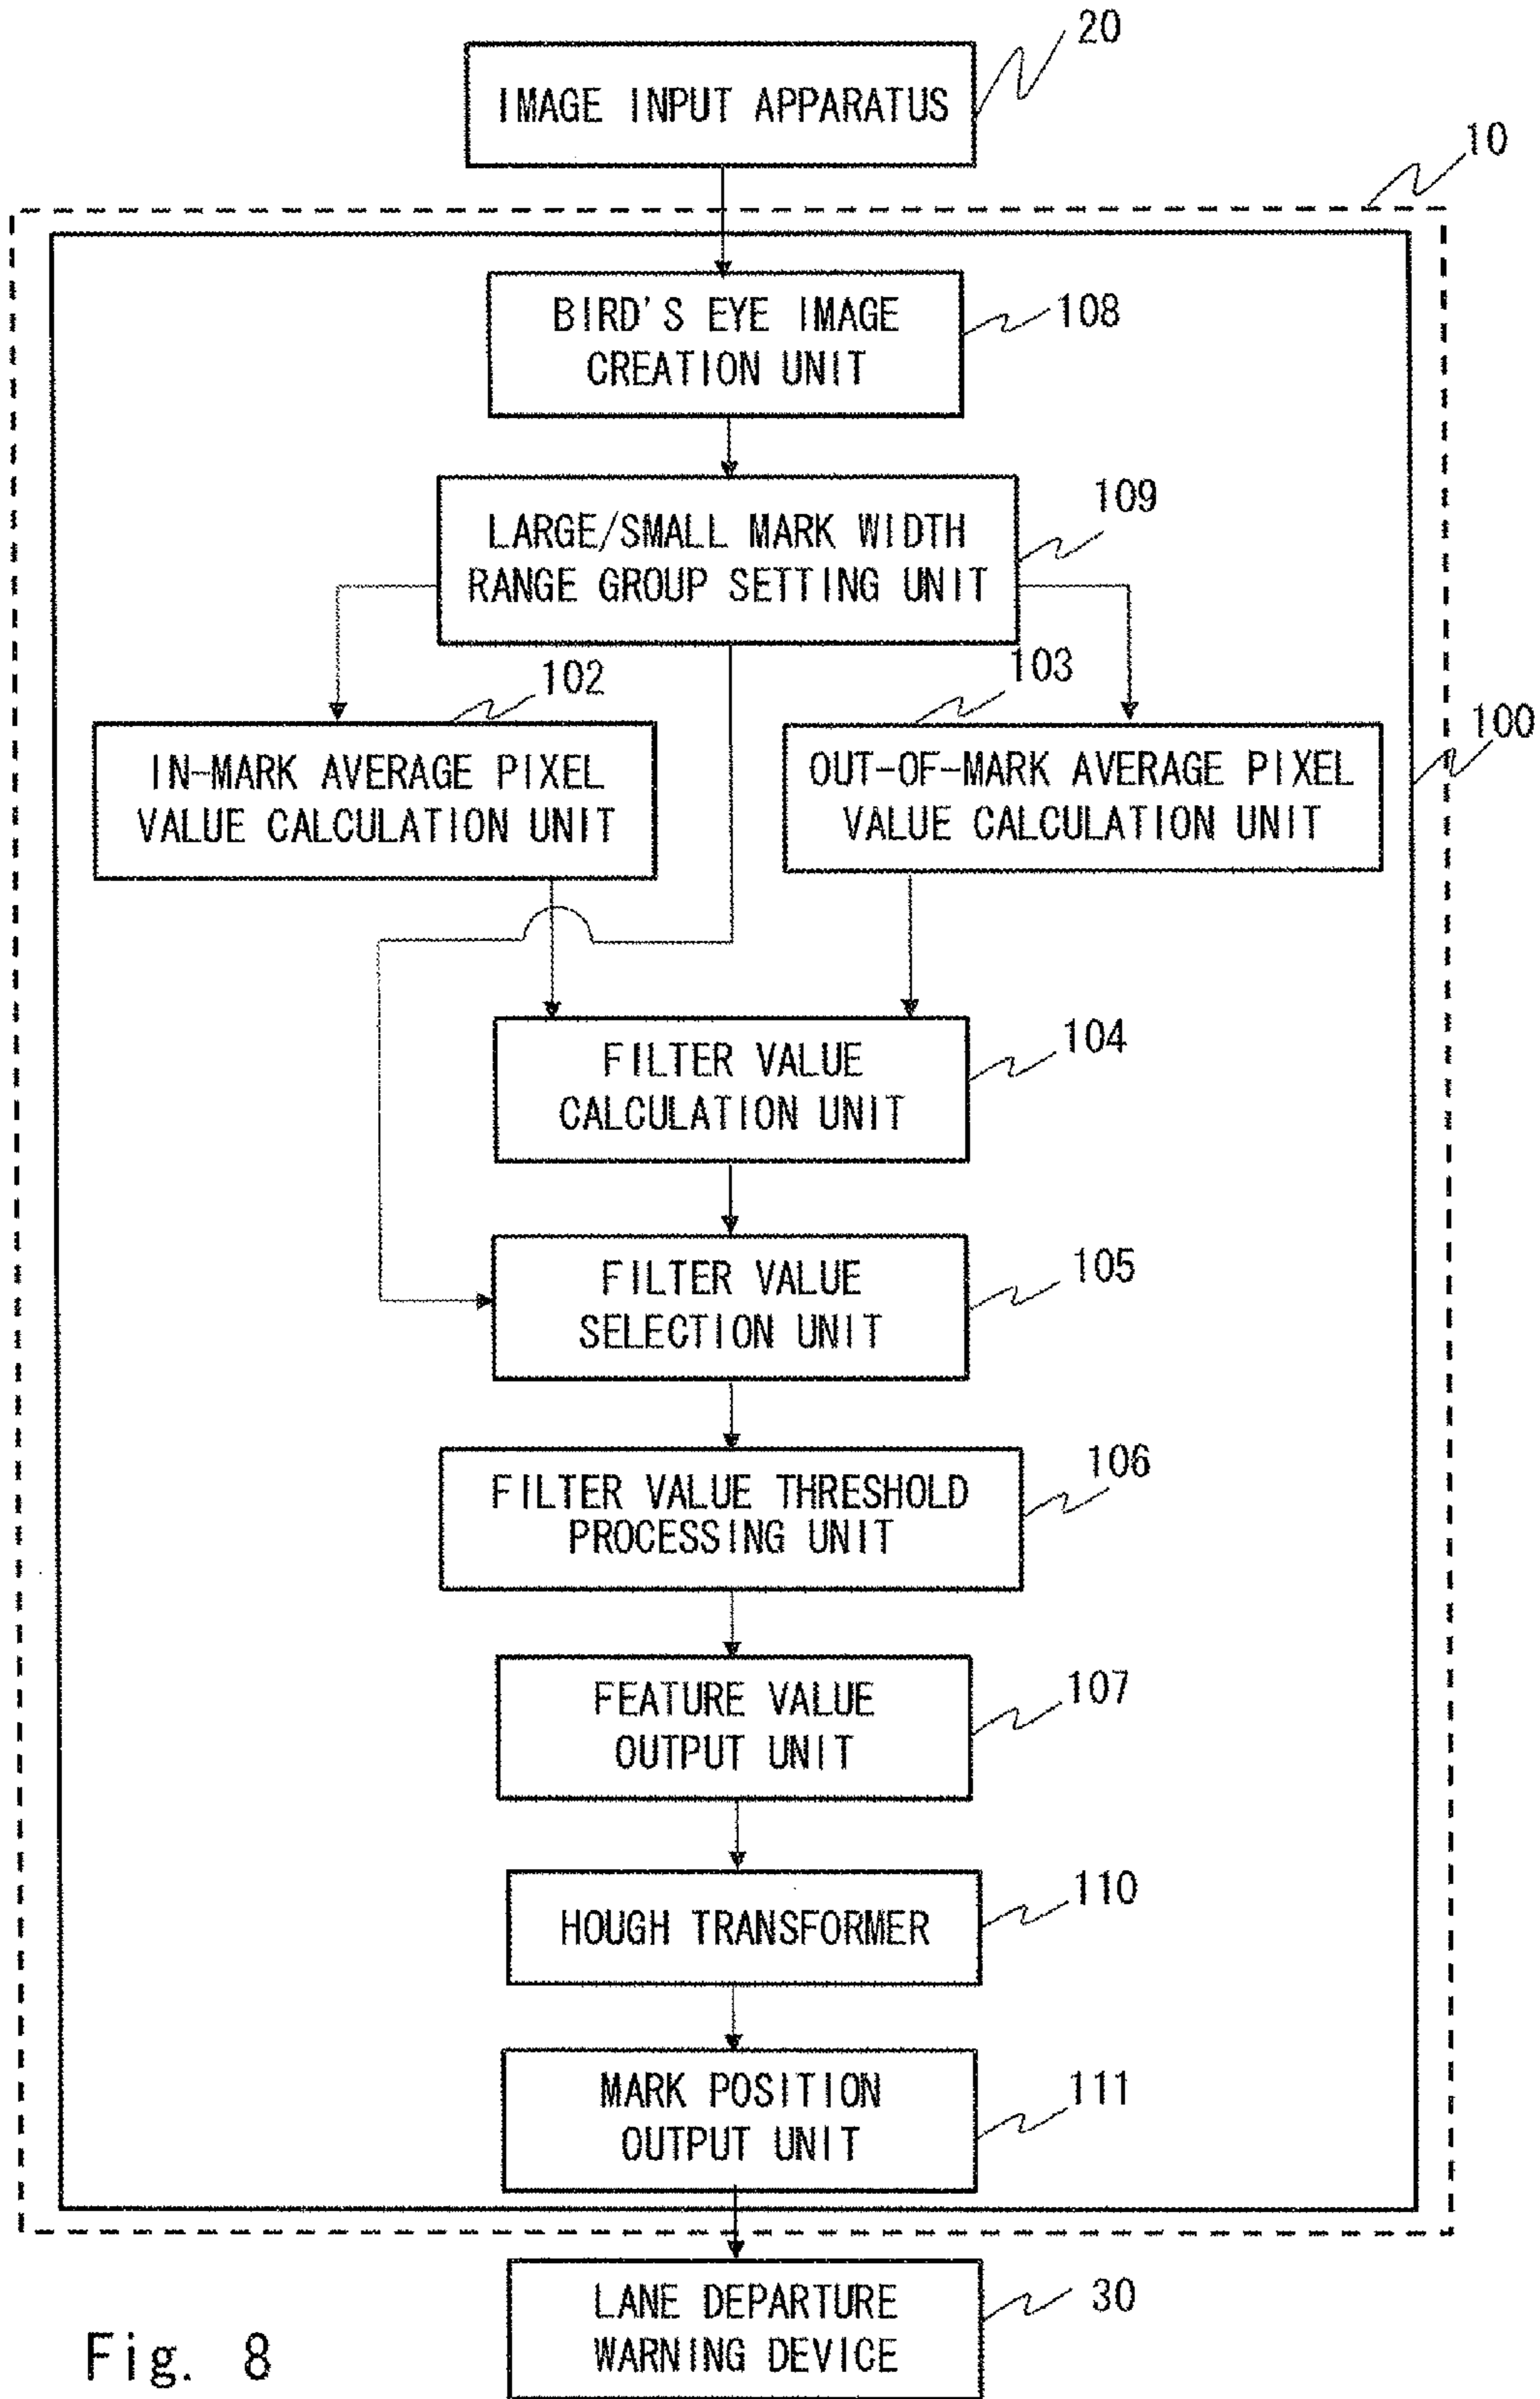 20
IMAGE INPUT APPARATUS
10
BIRD'S EYE IMAGE
CREATION UNIT
108
LARGE/SMALL MARK WIDTH
RANGE GROUP SETTING UNIT
109
102
103
IN-MARK AVERAGE PIXEL
VALUE CALCULATION UNIT
OUT-OF-MARK AVERAGE PIXEL
VALUE CALCULATION UNIT
100
FILTER VALUE
CALCULATION UNIT
104
FILTER VALUE
SELECTION UNIT
105
FILTER VALUE THRESHOLD
PROCESSING UNIT
106
FEATURE VALUE
OUTPUT UNIT
107
HOUGH TRANSFORMER
110
MARK POSITION
OUTPUT UNIT
111
LANE DEPARTURE
WARNING DEVICE
30
Fig. 8